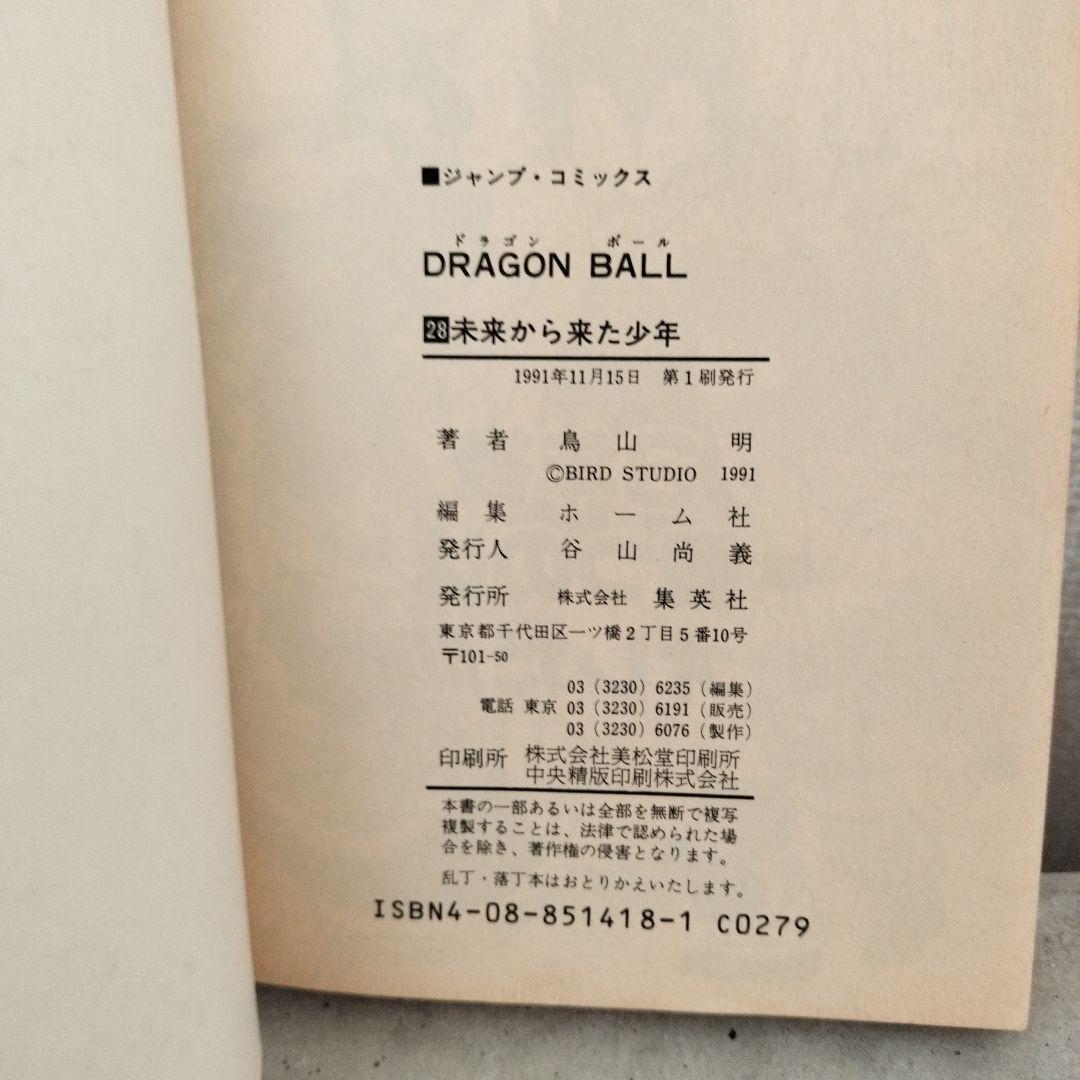 ■ジャンプ・コミックス
ドラゴン ボール
DRAGON BALL
28未来から来た少年
1991年11月15日 第1刷発行
著者 鳥山 明
©BIRD STUDIO 1991
編集 ホーム社
発行人 谷山尚義
発行所 株式会社 集英社
東京都千代田区一ツ橋2丁目5番10号
〒101-50
03 (3230) 6235 (編集)
電話 東京 03 (3230) 6191 (販売)
03 (3230) 6076 (製作)
印刷所 株式会社美松堂印刷所
中央精版印刷株式会社
本書の一部あるいは全部を無断で複写
複製することは、法律で認められた場
合を除き、著作権の侵害となります。
乱丁・落丁本はおとりかえいたします。
ISBN4-08-851418-1 C0279